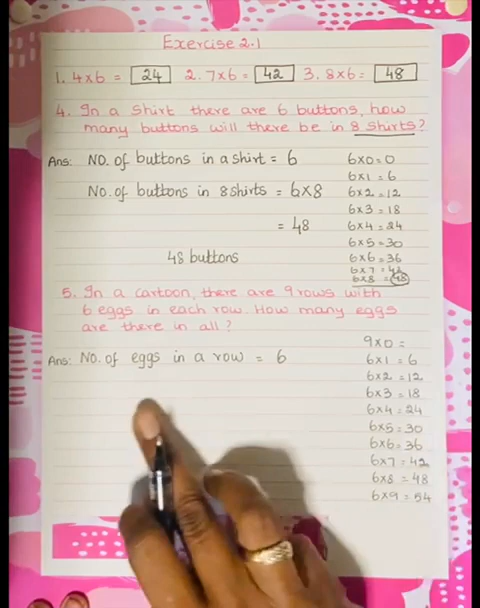 Exercise 2.1
1. 4x6 = 24 2. 7x6 = 42 3. 8x6 = 48
4. In a shirt there are 6 buttons, how
many buttons will there be in 8 shirts?
Ans: NO. of buttons in a shirt = 6
No. of buttons in 8 shirts = 6x8
= 48
48 buttons
6x0 = 0
6x1 = 6
6x2 = 12
6x3 = 18
6x4 = 24
6x5 = 30
6x6 = 36
6x7 = 42
6x8 = 48
5. In a cartoon, there are 9 rows with
6 eggs in each row. How many eggs
are there in all?
Ans: NO. of eggs in a row = 6
9x0 =
6x1 = 6
6x2 = 12
6x3 = 18
6x4 = 24
6x5 = 30
6x6 = 36
6x7 = 42
6x8 = 48
6x9 = 54